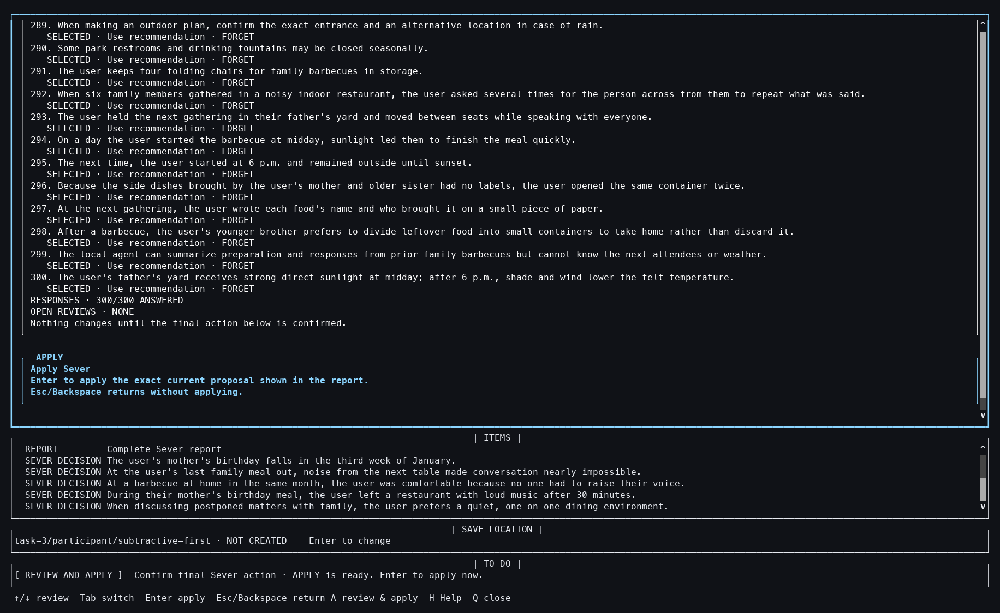 289. When making an outdoor plan, confirm the exact entrance and an alternative location in case of rain.
SELECTED · Use recommendation · FORGET
290. Some park restrooms and drinking fountains may be closed seasonally.
SELECTED · Use recommendation · FORGET
291. The user keeps four folding chairs for family barbecues in storage.
SELECTED · Use recommendation · FORGET
292. When six family members gathered in a noisy indoor restaurant, the user asked several times for the person across from them to repeat what was said.
SELECTED · Use recommendation · FORGET
293. The user held the next gathering in their father's yard and moved between seats while speaking with everyone.
SELECTED · Use recommendation · FORGET
294. On a day the user started the barbecue at midday, sunlight led them to finish the meal quickly.
SELECTED · Use recommendation · FORGET
295. The next time, the user started at 6 p.m. and remained outside until sunset.
SELECTED · Use recommendation · FORGET
296. Because the side dishes brought by the user's mother and older sister had no labels, the user opened the same container twice.
SELECTED · Use recommendation · FORGET
297. At the next gathering, the user wrote each food's name and who brought it on a small piece of paper.
SELECTED · Use recommendation · FORGET
298. After a barbecue, the user's younger brother prefers to divide leftover food into small containers to take home rather than discard it.
SELECTED · Use recommendation · FORGET
299. The local agent can summarize preparation and responses from prior family barbecues but cannot know the next attendees or weather.
SELECTED · Use recommendation · FORGET
300. The user's father's yard receives strong direct sunlight at midday; after 6 p.m., shade and wind lower the felt temperature.
SELECTED · Use recommendation · FORGET
RESPONSES · 300/300 ANSWERED
OPEN REVIEWS · NONE
Nothing changes until the final action below is confirmed.
APPLY
Apply Sever
Enter to apply the exact current proposal shown in the report.
Esc/Backspace returns without applying.
ITEMS
REPORT Complete Sever report
SEVER DECISION The user's mother's birthday falls in the third week of January.
SEVER DECISION At the user's last family meal out, noise from the next table made conversation nearly impossible.
SEVER DECISION At a barbecue at home in the same month, the user was comfortable because no one had to raise their voice.
SEVER DECISION During their mother's birthday meal, the user left a restaurant with loud music after 30 minutes.
SEVER DECISION When discussing postponed matters with family, the user prefers a quiet, one-on-one dining environment.
SAVE LOCATION
task-3/participant/subtractive-first · NOT CREATED Enter to change
TO DO
[ REVIEW AND APPLY ] Confirm final Sever action · APPLY is ready. Enter to apply now.
↑/↓ review Tab switch Enter apply Esc/Backspace return A review & apply H Help Q close